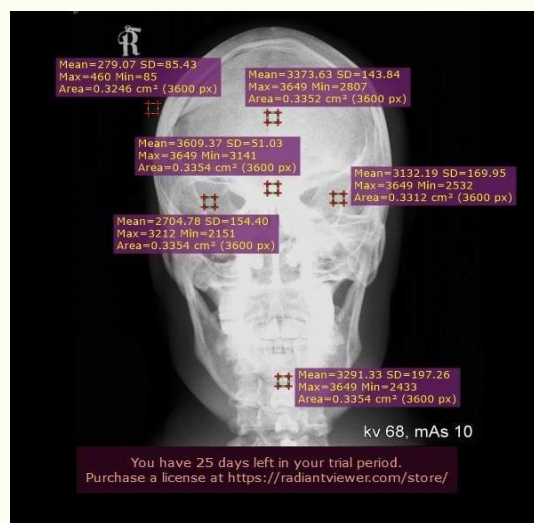 R
Mean=279.07 SD=85.43
Max=460 Min=85
Area=0.3246 cm² (3600 px)
Mean=3373.63 SD=143.84
Max=3649 Min=2807
Area=0.3352 cm² (3600 px)
Mean=3609.37 SD=51.03
Max=3649 Min=3141
Area=0.3354 cm² (3600 px)
Mean=3132.19 SD=169.95
Max=3649 Min=2532
Area=0.3312 cm² (3600 px)
Mean=2704.78 SD=154.40
Max=3212 Min=2151
Area=0.3354 cm² (3600 px)
Mean=3291.33 SD=197.26
Max=3649 Min=2433
Area=0.3354 cm² (3600 px)
kv 68, mAs 10
You have 25 days left in your trial period.
Purchase a license at https://radiantviewer.com/store/